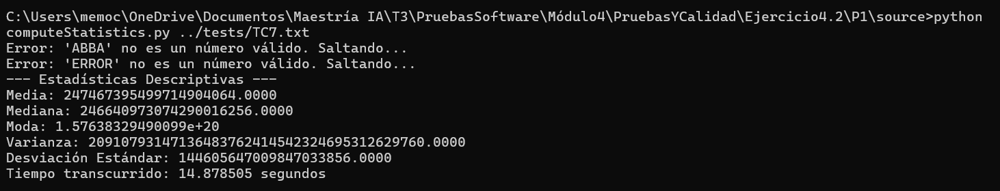 C:\Users\memoc\OneDrive\Documentos\Maestría IA\T3\PruebasSoftware\Módulo4\PruebasYCalidad\Ejercicio4.2\P1\source>python
computeStatistics.py ../tests/TC7.txt
Error: 'ABBA' no es un número válido. Saltando...
Error: 'ERROR' no es un número válido. Saltando...
--- Estadísticas Descriptivas ---
Media: 247467395499714904064.0000
Mediana: 246640973074290016256.0000
Moda: 1.57638329490099e+20
Varianza: 20910793147136483762414542324695312629760.0000
Desviación Estándar: 144605647009847033856.0000
Tiempo transcurrido: 14.878505 segundos